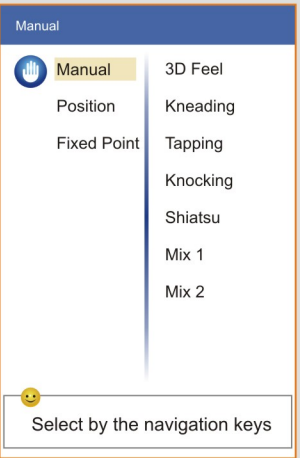 Manual
Manual
Position
Fixed Point
3D Feel
Kneading
Tapping
Knocking
Shiatsu
Mix 1
Mix 2
Select by the navigation keys